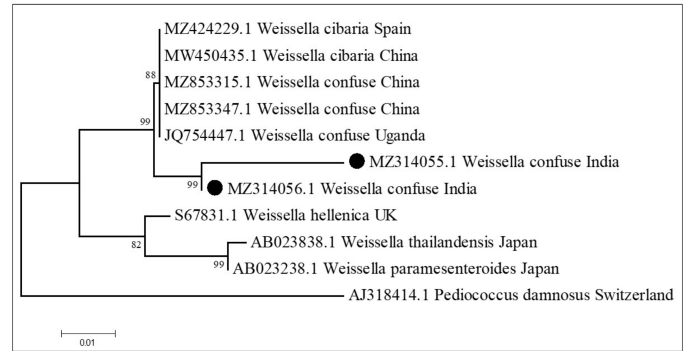 MZ424229.1 Weissella cibaria Spain
MW450435.1 Weissella cibaria China
88
MZ853315.1 Weissella confuse China
MZ853347.1 Weissella confuse China
99
JQ754447.1 Weissella confuse Uganda
MZ314055.1 Weissella confuse India
99
MZ314056.1 Weissella confuse India
S67831.1 Weissella hellenica UK
82
AB023838.1 Weissella thailandensis Japan
99
AB023238.1 Weissella paramesenteroides Japan
AJ318414.1 Pediococcus damnosus Switzerland
0.01